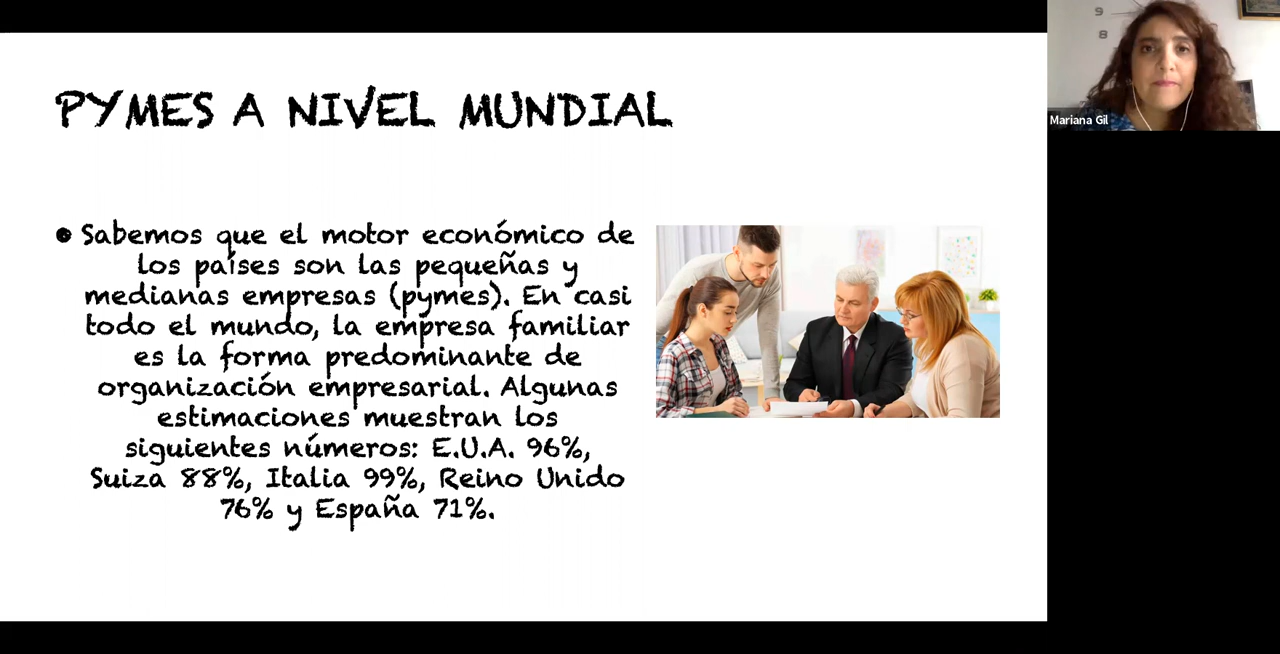 PYMES A NIVEL MUNDIAL
• Sabemos que el motor económico de
los países son las pequeñas y
medianas empresas (pymes). En casi
todo el mundo, la empresa familiar
es la forma predominante de
organización empresarial. Algunas
estimaciones muestran los
siguientes números: E.U.A. 96%,
Suiza 88%, Italia 99%, Reino Unido
76% y España 71%.
9
8
Mariana Gil